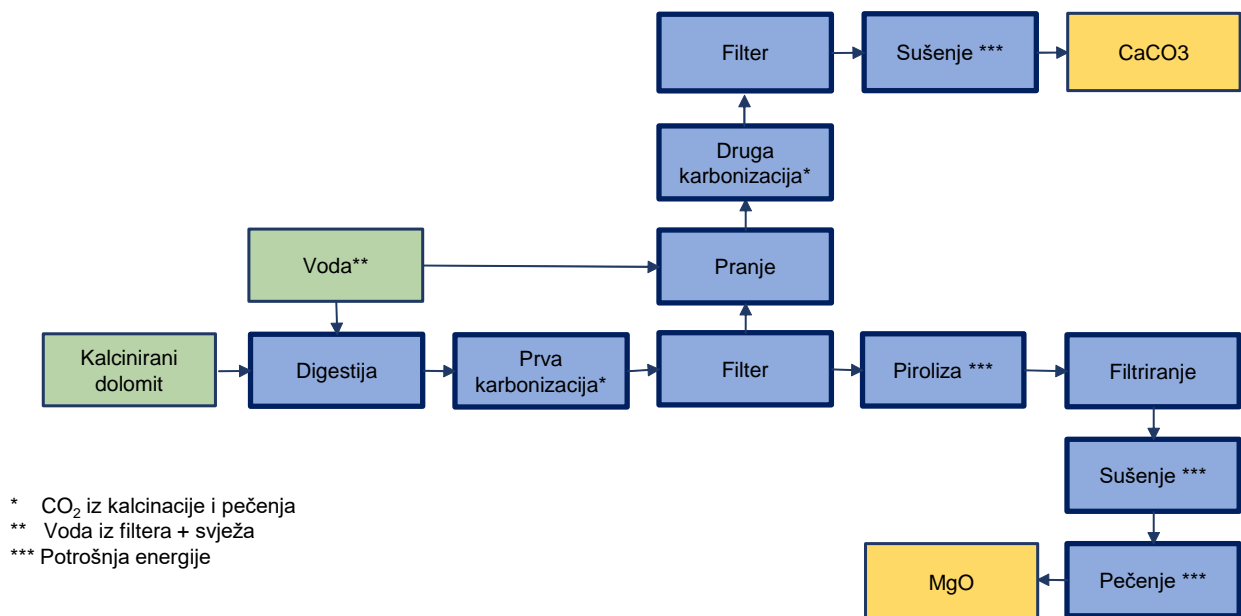 Filter
Sušenje ***
CaCO3
Druga
karbonizacija*
Voda**
Pranje
Kalcinirani
dolomit
Digestija
Prva
karbonizacija*
Filter
Piroliza ***
Filtriranje
Sušenje ***
* CO₂ iz kalcinacije i pečenja
** Voda iz filtera + svježa
*** Potrošnja energije
MgO
Pečenje ***